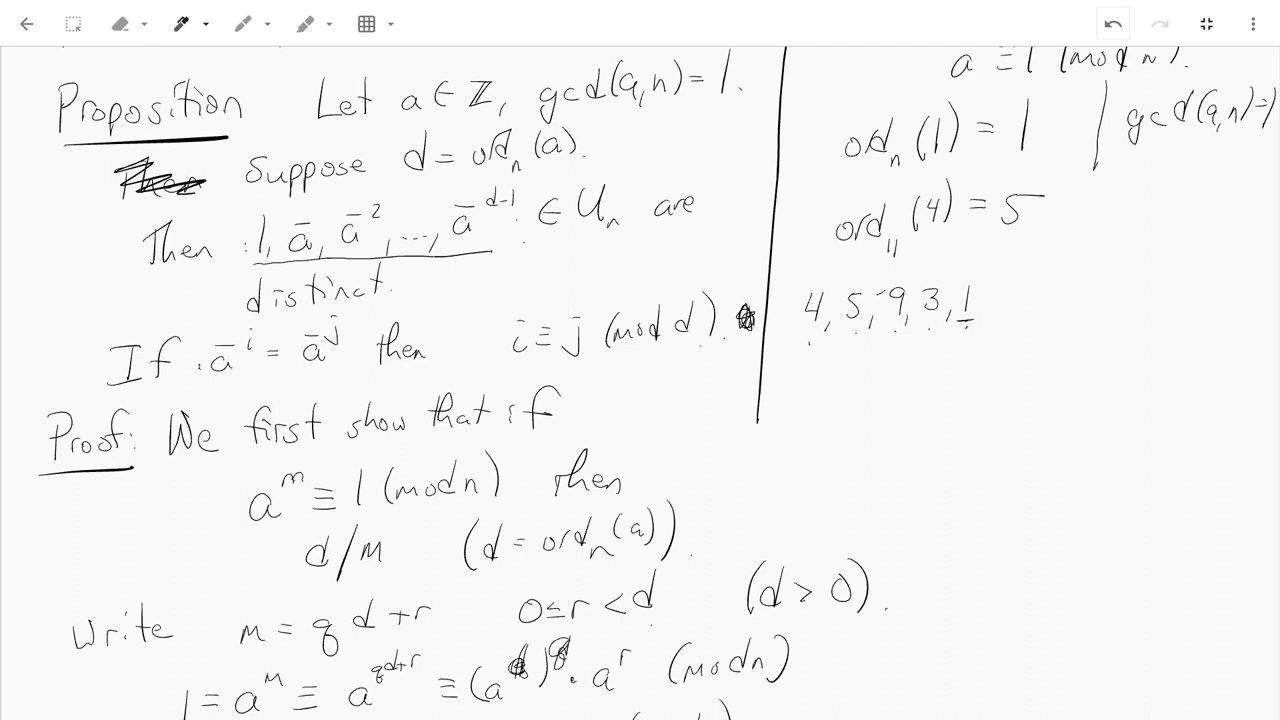 Proposition Let a ∈ ℤ, gcd(a,n) = 1.
Suppose d = ord_n(a).
Then 1, ā, ā^2, ..., ā^{d-1} ∈ U_n are
distinct.
If ā^i = ā^j then i ≡ j (mod d).
Proof: We first show that if
a^m ≡ 1 (mod n) then
d/m (d = ord_n(a)).
Write m = qd + r 0 ≤ r < d (d > 0).
1 = a^m ≡ a^{qd+r} ≡ (a^d)^q · a^r (mod n)
a ≡ 1 (mod n).
ord_n(1) = 1 | gcd(a,n)=1
ord_11(4) = 5
4, 5, 9, 3, 1